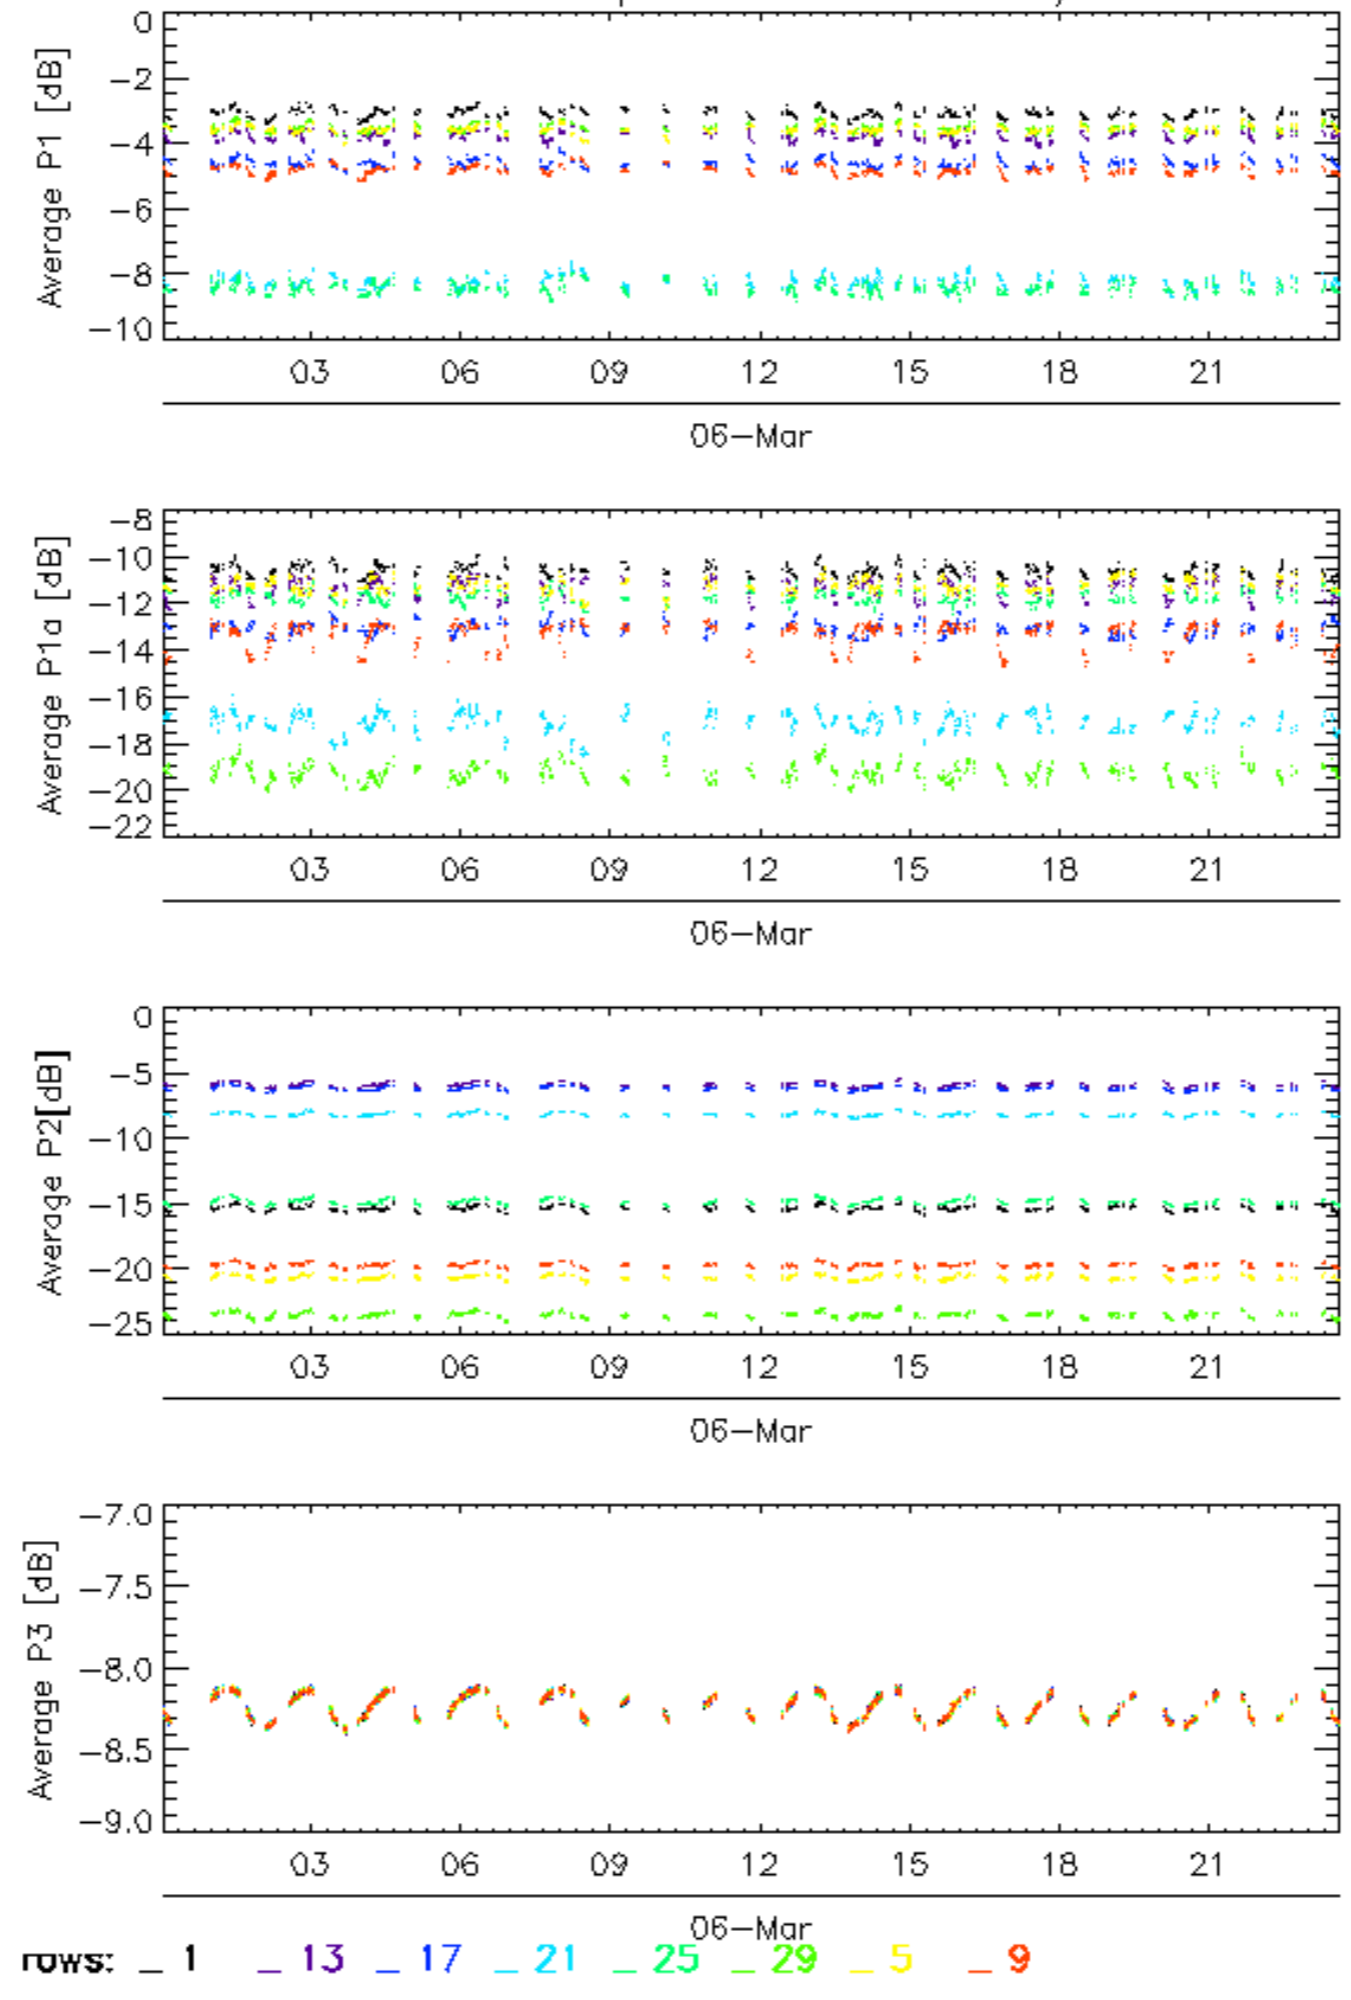 0
Average P1 [dB]
−2
−4
−6
−8
−10
03 06 09 12 15 18 21
06−Mar
−8
Average P1a [dB]
−10
−12
−14
−16
−18
−20
−22
03 06 09 12 15 18 21
06−Mar
0
Average P2[dB]
−5
−10
−15
−20
−25
03 06 09 12 15 18 21
06−Mar
−7.0
Average P3 [dB]
−7.5
−8.0
−8.5
−9.0
03 06 09 12 15 18 21
06−Mar
rows: _ 1 _ 13 _ 17 _ 21 _ 25 _ 29 _ 5 _ 9